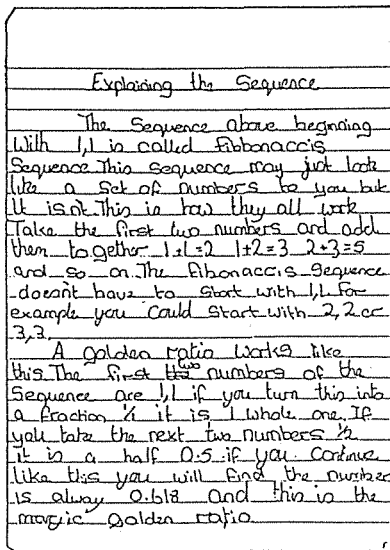 Explaining the Sequence
The Sequence above beginning
With 1,1 is called fibbonaccis
Sequence.This sequence may just look
like a set of numbers to you but
it isn't.This is how they all work
Take the first two numbers and add
them to gether 1+1=2 1+2=3 2+3=5
and so on.The fibonaccis sequence
doesn't have to start with 1,1. for
example you could start with 2,2 or
3,3.
A golden ratio works like
this The first two numbers of the
Sequence are 1,1 if you turn this into
a fraction 1/1 it is 1 whole one. If
you take the next two numbers 1/2
it is a half 0.5 if you continue
like this you will find the number
is alway 0.618 and this is the
magic golden ratio